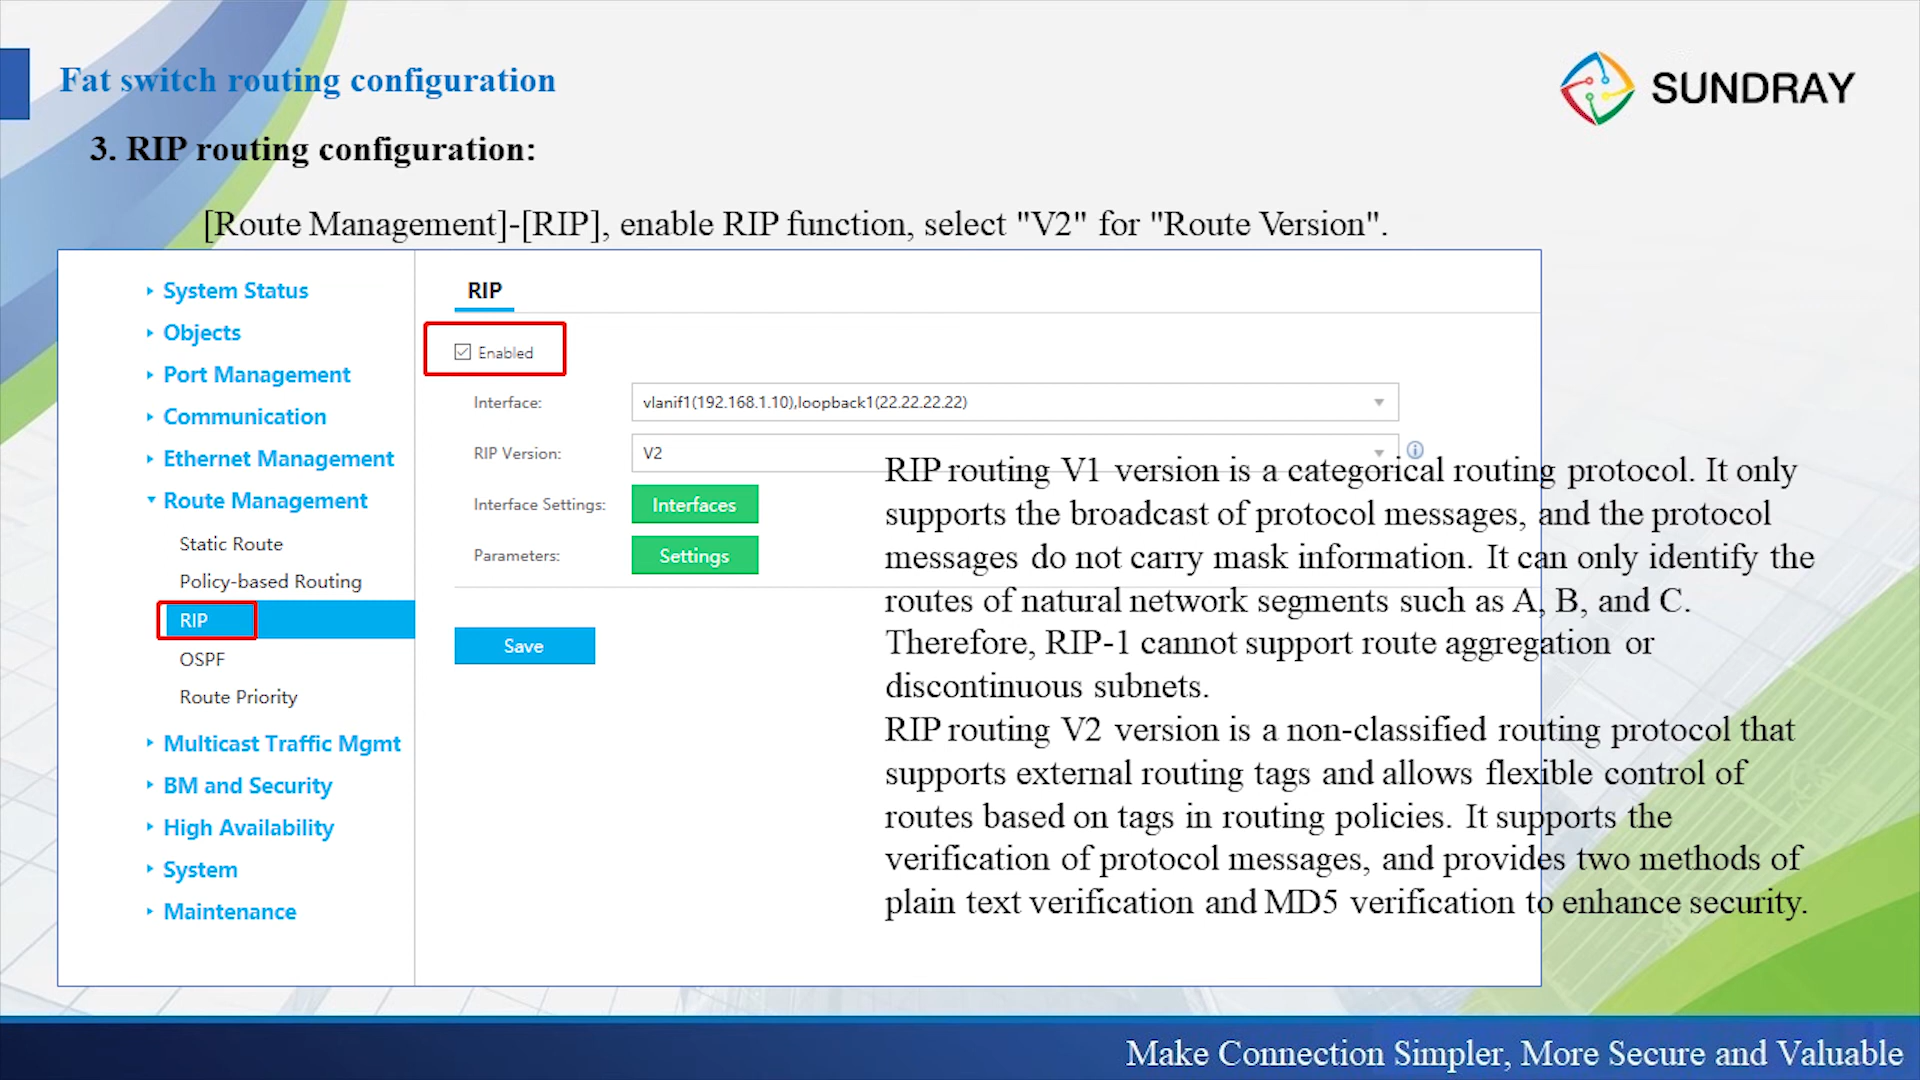 Fat switch routing configuration
SUNDRAY
3. RIP routing configuration:
[Route Management]-[RIP], enable RIP function, select "V2" for "Route Version".
System Status
Objects
Port Management
Communication
Ethernet Management
Route Management
Static Route
Policy-based Routing
RIP
OSPF
Route Priority
Multicast Traffic Mgmt
BM and Security
High Availability
System
Maintenance
RIP
Enabled
Interface: vlanif1(192.168.1.10),loopback1(22.22.22.22)
RIP Version: V2
Interface Settings: Interfaces
Parameters: Settings
Save
RIP routing V1 version is a categorical routing protocol. It only
supports the broadcast of protocol messages, and the protocol
messages do not carry mask information. It can only identify the
routes of natural network segments such as A, B, and C.
Therefore, RIP-1 cannot support route aggregation or
discontinuous subnets.
RIP routing V2 version is a non-classified routing protocol that
supports external routing tags and allows flexible control of
routes based on tags in routing policies. It supports the
verification of protocol messages, and provides two methods of
plain text verification and MD5 verification to enhance security.
Make Connection Simpler, More Secure and Valuable